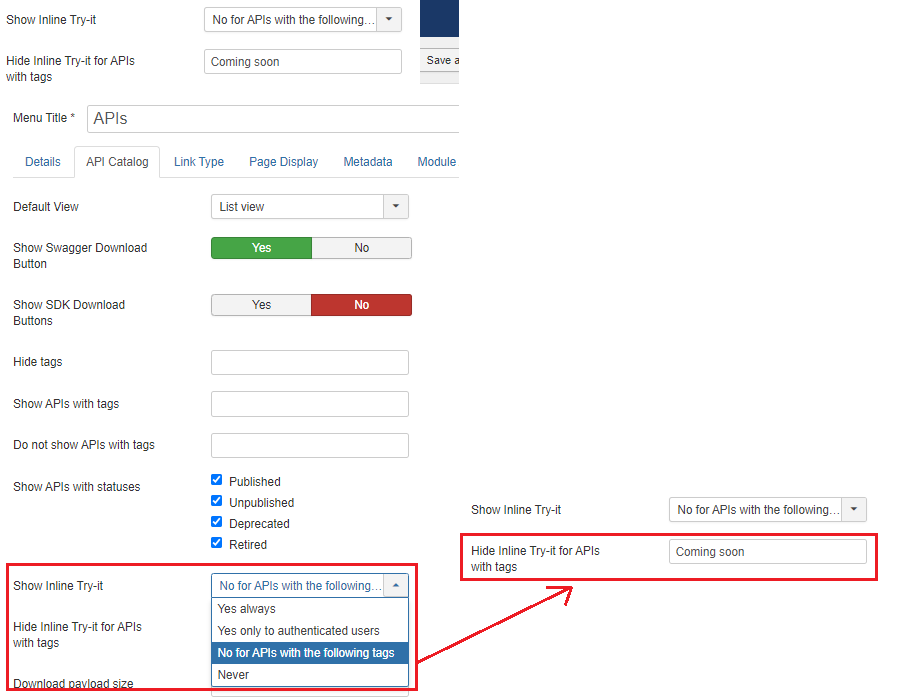 Show Inline Try-it
No for APIs with the following...
Hide Inline Try-it for APIs
with tags
Coming soon
Save a
Menu Title *
APIs
Details
API Catalog
Link Type
Page Display
Metadata
Module
Default View
List view
Show Swagger Download
Button
Yes
No
Show SDK Download
Buttons
Yes
No
Hide tags
Show APIs with tags
Do not show APIs with tags
Show APIs with statuses
Published
Unpublished
Deprecated
Retired
Show Inline Try-it
No for APIs with the following...
Yes always
Yes only to authenticated users
No for APIs with the following tags
Never
Hide Inline Try-it for APIs
with tags
Download payload size
Show Inline Try-it
No for APIs with the following...
Hide Inline Try-it for APIs
with tags
Coming soon